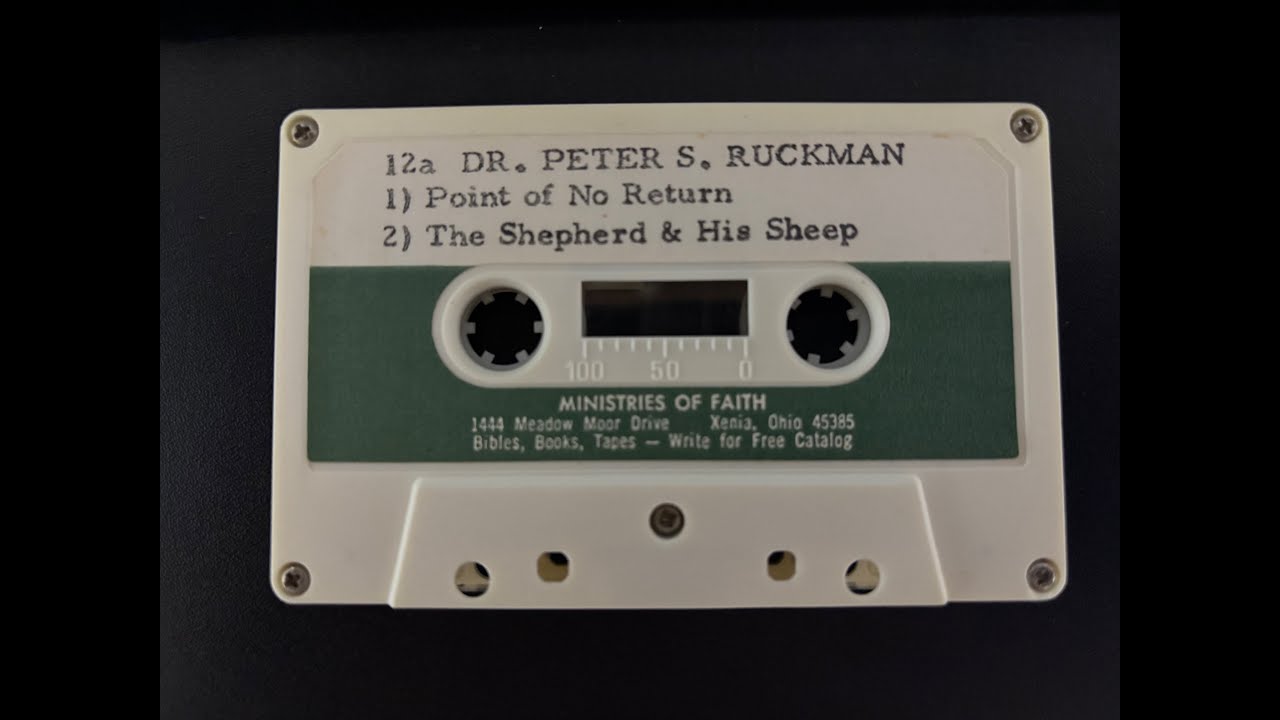 12a DR. PETER S. RUCKMAN
1) Point of No Return
2) The Shepherd & His Sheep
100 50 0
MINISTRIES OF FAITH
1444 Meadow Moor Drive Xenia, Ohio 45385
Bibles, Books, Tapes — Write for Free Catalog